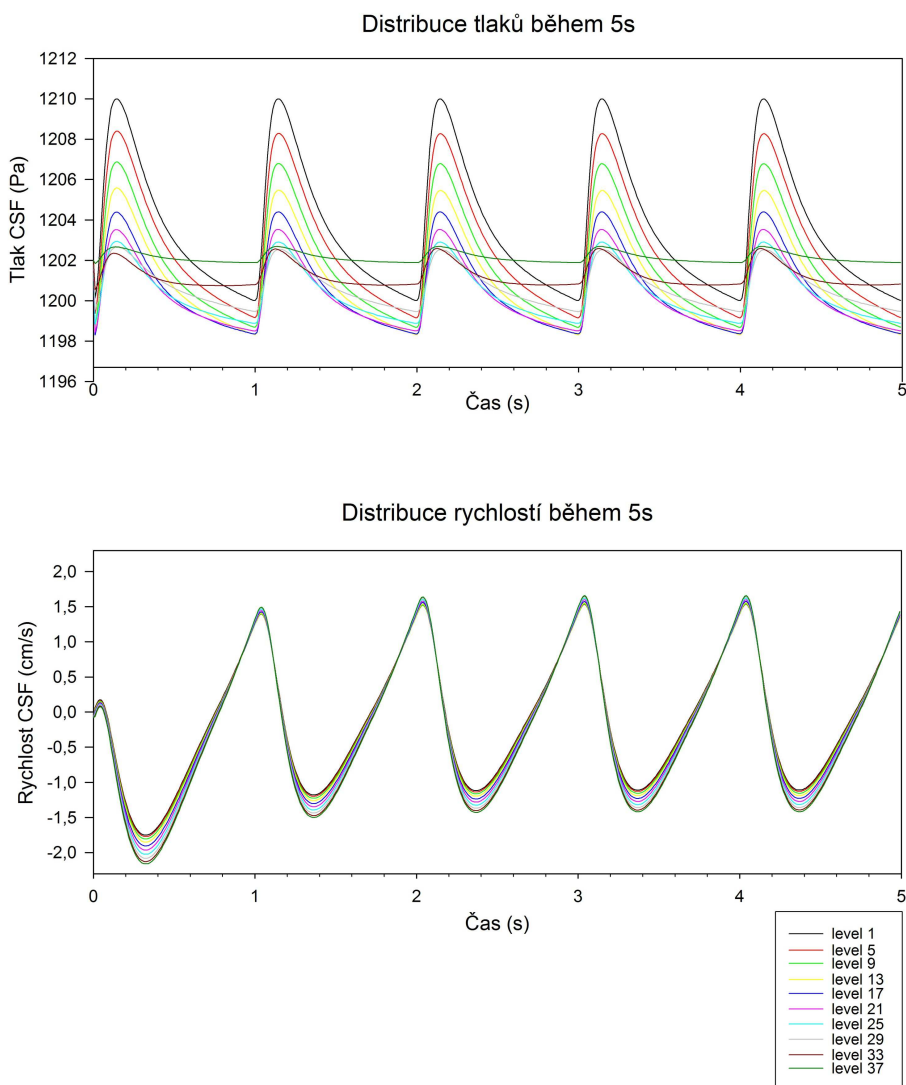 Distribuce tlaků během 5s
1212
1210
1208
1206
1204
1202
1200
1198
1196
Tlak CSF (Pa)
0 1 2 3 4 5
Čas (s)
Distribuce rychlostí během 5s
2,0
1,5
1,0
0,5
0,0
-0,5
-1,0
-1,5
-2,0
Rychlost CSF (cm/s)
0 1 2 3 4 5
Čas (s)
level 1
level 5
level 9
level 13
level 17
level 21
level 25
level 29
level 33
level 37